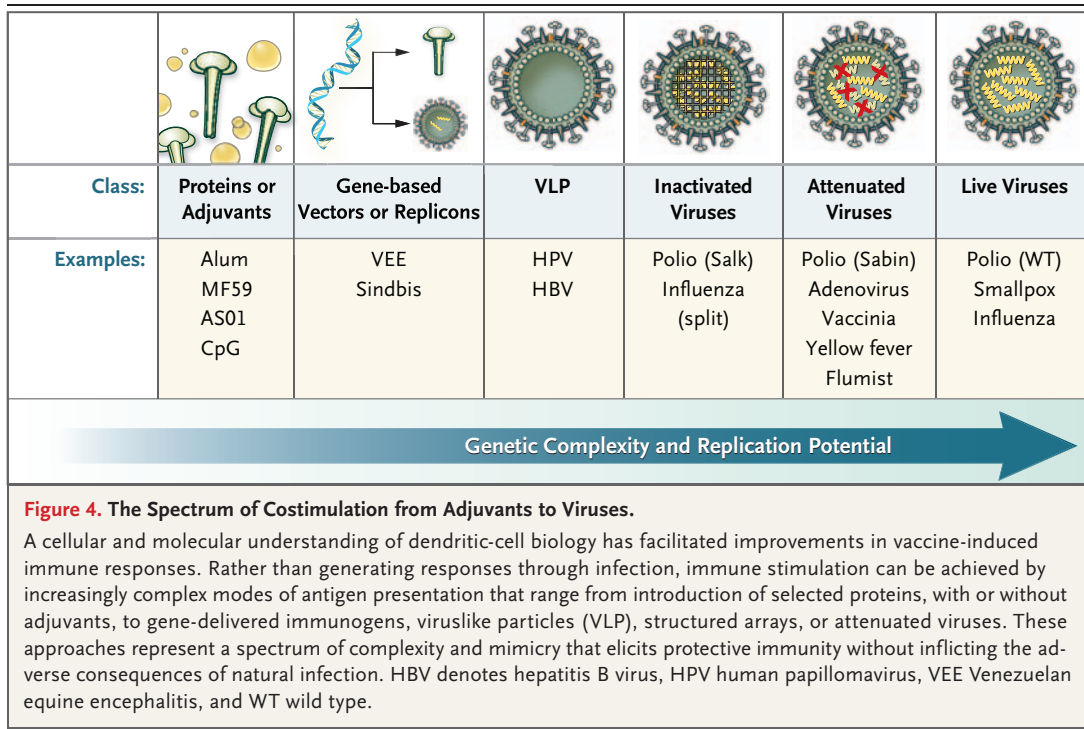 Class:
Proteins or
Adjuvants
Gene-based
Vectors or Replicons
VLP
Inactivated
Viruses
Attenuated
Viruses
Live Viruses
Examples:
Alum
MF59
AS01
CpG
VEE
Sindbis
HPV
HBV
Polio (Salk)
Influenza
(split)
Polio (Sabin)
Adenovirus
Vaccinia
Yellow fever
Flumist
Polio (WT)
Smallpox
Influenza
Genetic Complexity and Replication Potential
Figure 4. The Spectrum of Costimulation from Adjuvants to Viruses.
A cellular and molecular understanding of dendritic-cell biology has facilitated improvements in vaccine-induced
immune responses. Rather than generating responses through infection, immune stimulation can be achieved by
increasingly complex modes of antigen presentation that range from introduction of selected proteins, with or without
adjuvants, to gene-delivered immunogens, viruslike particles (VLP), structured arrays, or attenuated viruses. These
approaches represent a spectrum of complexity and mimicry that elicits protective immunity without inflicting the ad-
verse consequences of natural infection. HBV denotes hepatitis B virus, HPV human papillomavirus, VEE Venezuelan
equine encephalitis, and WT wild type.